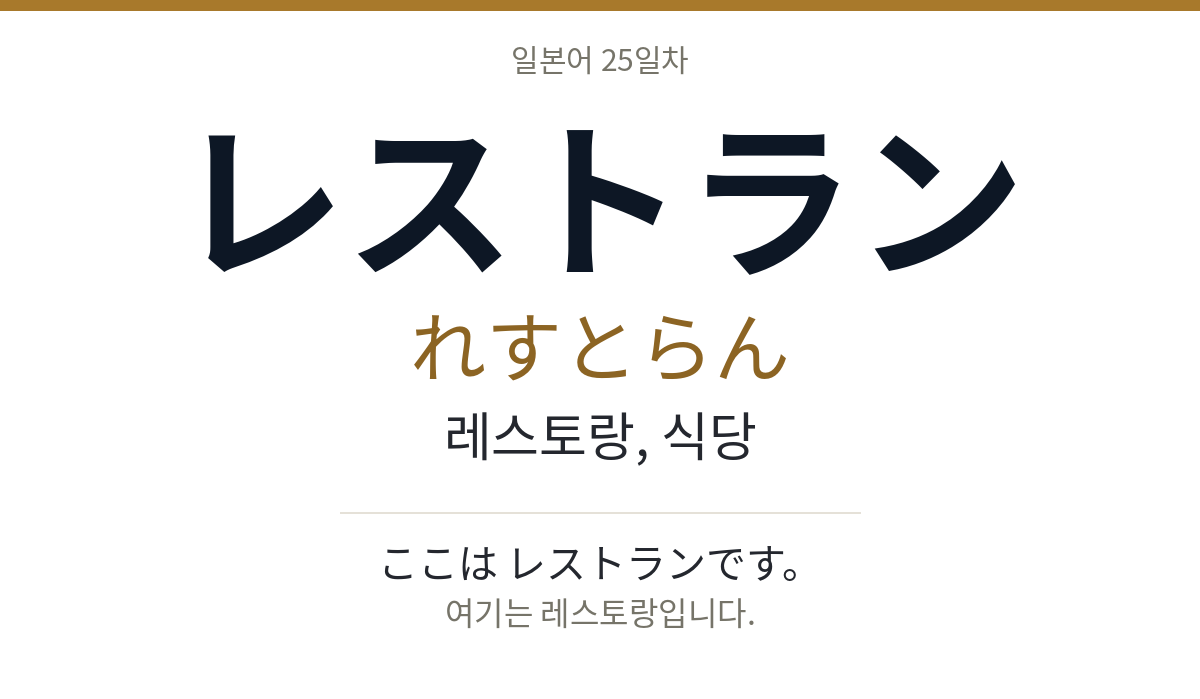 일본어 25일차
レストラン
れすとらん
레스토랑, 식당
ここは レストランです。
여기는 레스토랑입니다.